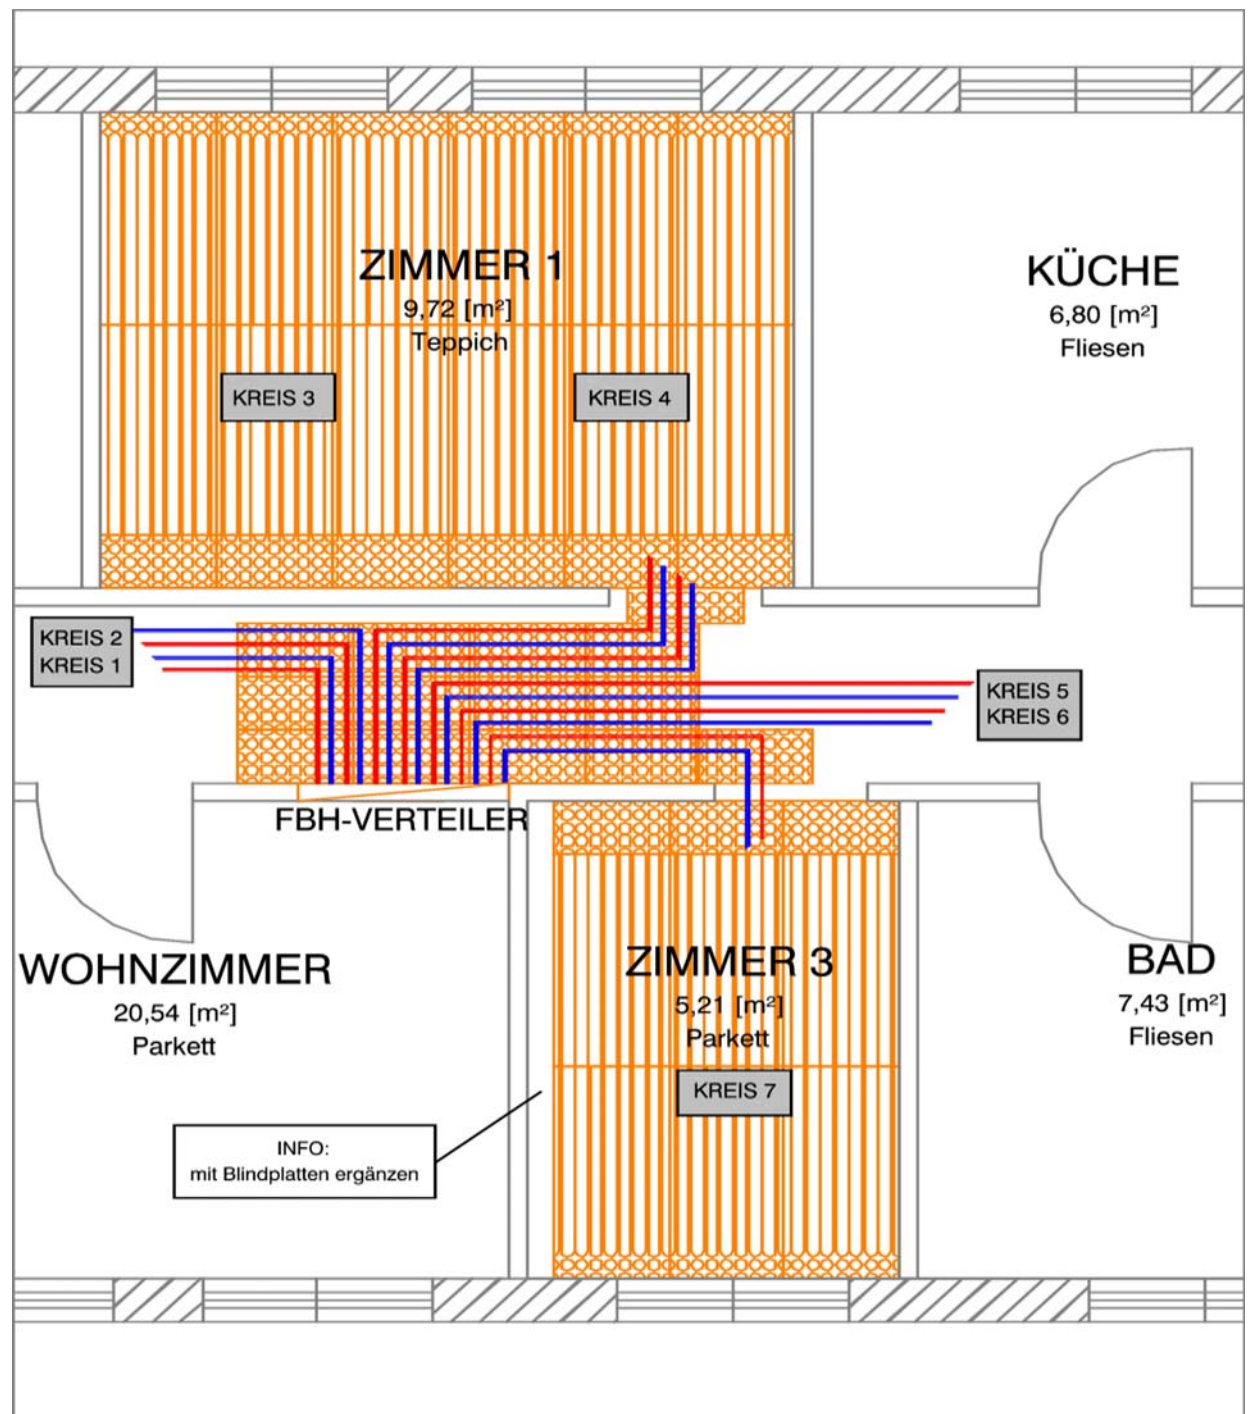 ZIMMER 1
9,72 [m²]
Teppich
KÜCHE
6,80 [m²]
Fliesen
KREIS 3
KREIS 4
KREIS 2
KREIS 1
KREIS 5
KREIS 6
FBH-VERTEILER
WOHNZIMMER
20,54 [m²]
Parkett
ZIMMER 3
5,21 [m²]
Parkett
BAD
7,43 [m²]
Fliesen
KREIS 7
INFO:
mit Blindplatten ergänzen